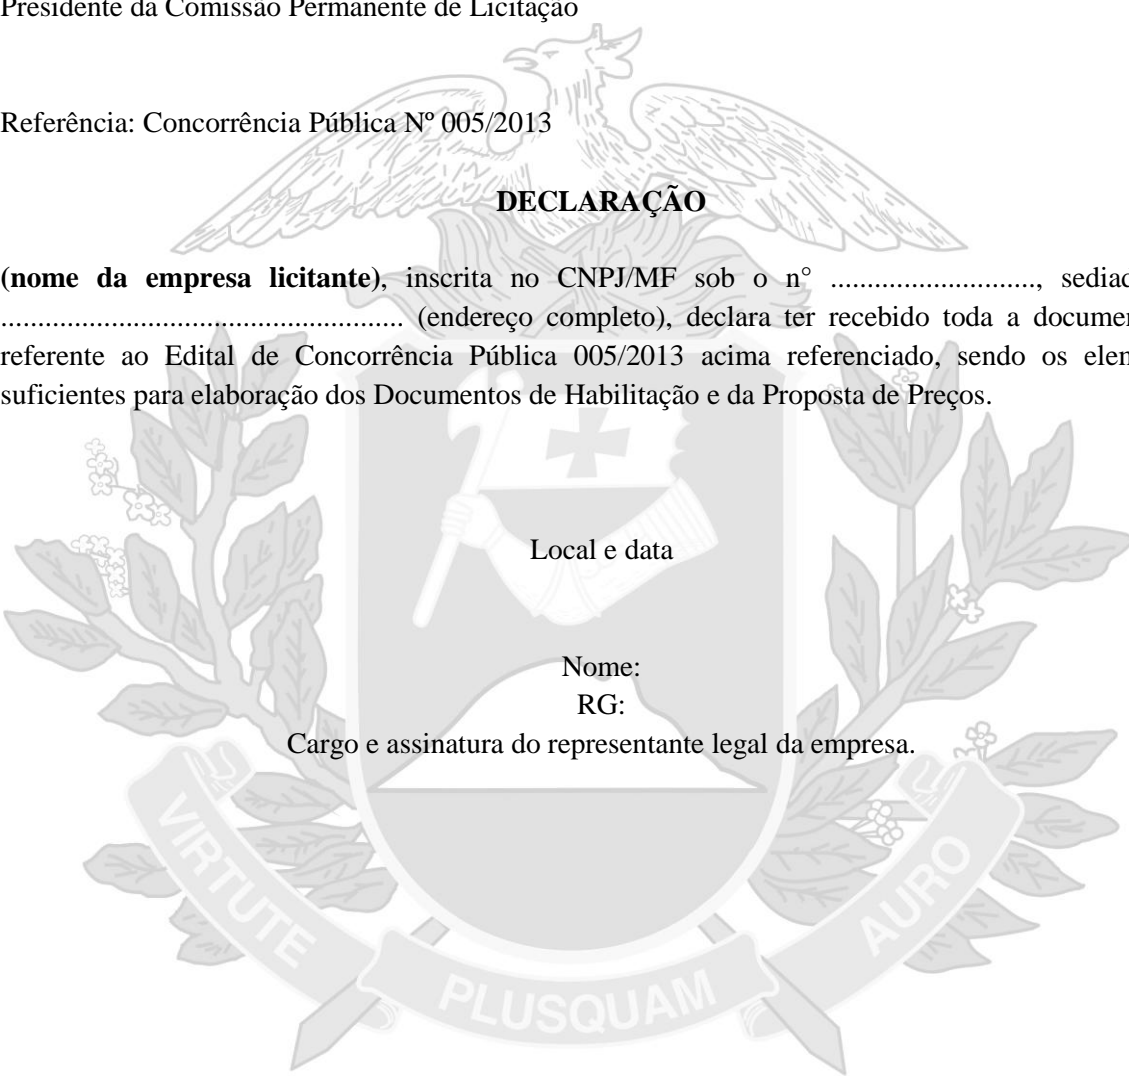 Presidente da Comissão Permanente de Licitação
Referência: Concorrência Pública Nº 005/2013
DECLARAÇÃO
(nome da empresa licitante), inscrita no CNPJ/MF sob o n° ............................, sediad
....................................................... (endereço completo), declara ter recebido toda a documen
referente ao Edital de Concorrência Pública 005/2013 acima referenciado, sendo os elem
suficientes para elaboração dos Documentos de Habilitação e da Proposta de Preços.
Local e data
Nome:
RG:
Cargo e assinatura do representante legal da empresa.
VIRTUTE
PLUSQUAM
AURO